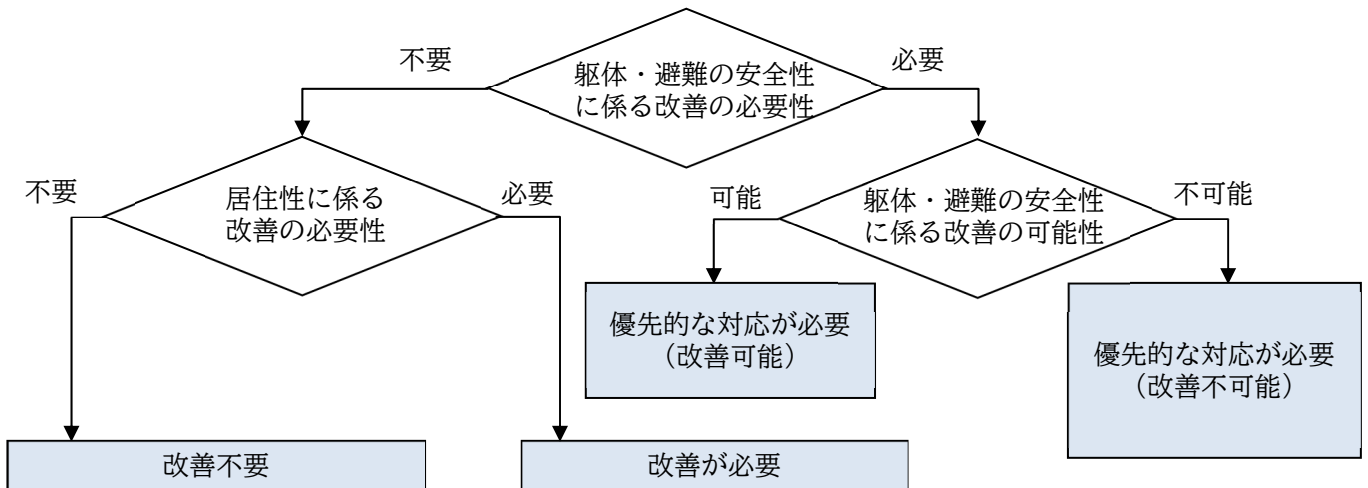 不要
必要
躯体・避難の安全性
に係る改善の必要性
不要
必要
居住性に係る
改善の必要性
可能
不可能
躯体・避難の安全性
に係る改善の可能性
優先的な対応が必要
（改善可能）
優先的な対応が必要
（改善不可能）
改善不要
改善が必要